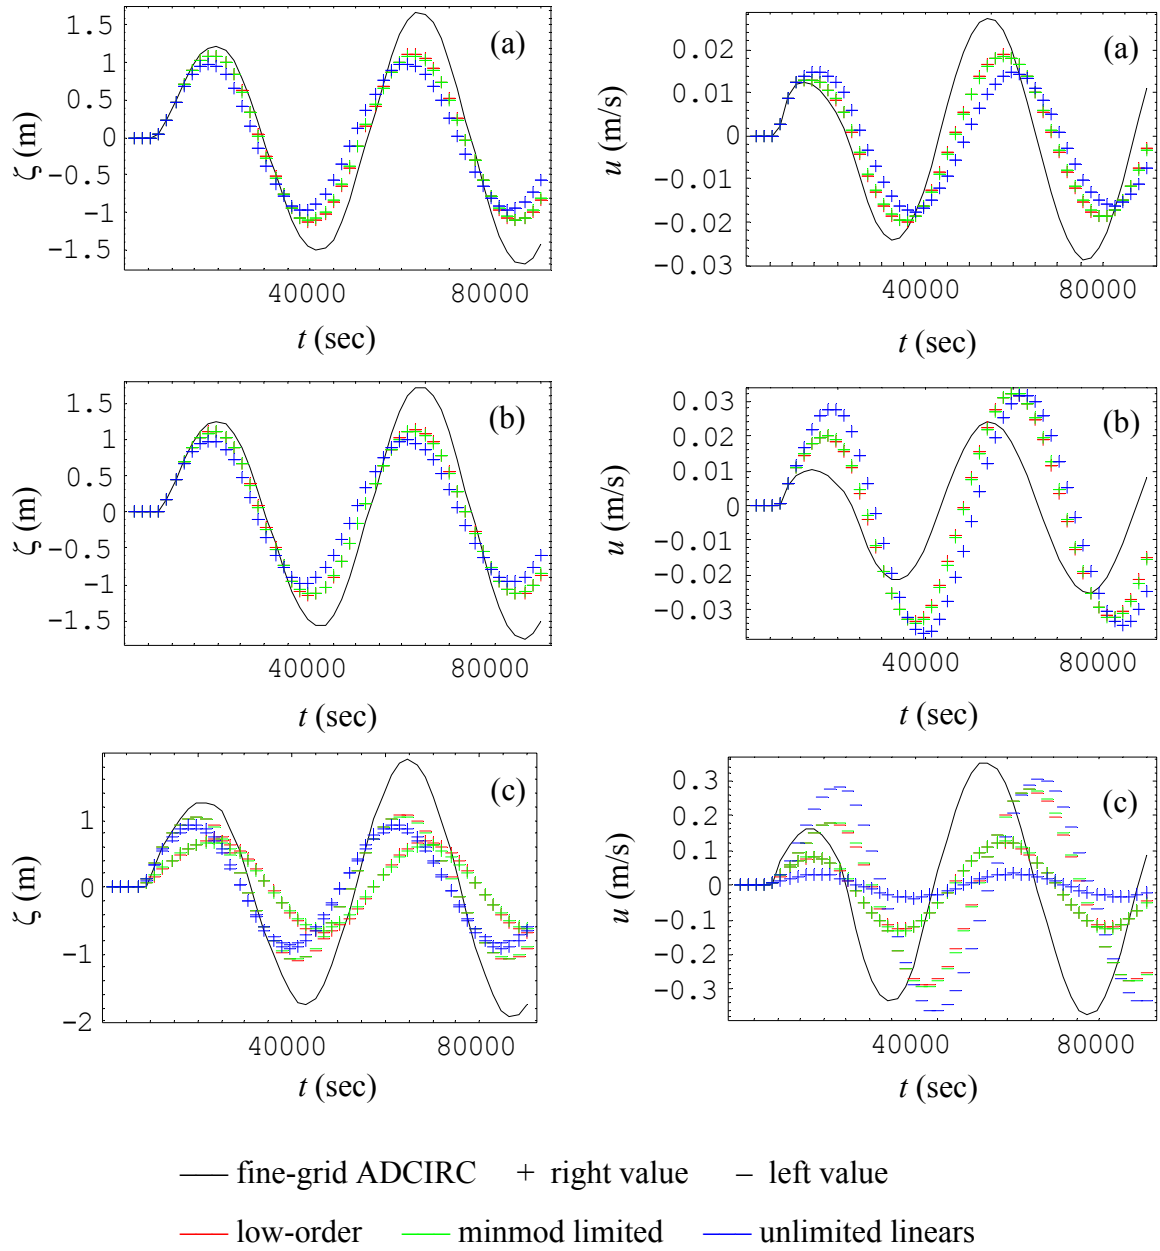 1.5
1
0.5
0
-0.5
-1
-1.5
ζ (m)
(a)
40000 80000
t (sec)
0.02
0.01
0
-0.01
-0.02
-0.03
u (m/s)
(a)
40000 80000
t (sec)
1.5
1
0.5
0
-0.5
-1
-1.5
ζ (m)
(b)
40000 80000
t (sec)
0.03
0.02
0.01
0
-0.01
-0.02
-0.03
u (m/s)
(b)
40000 80000
t (sec)
1
0
-1
-2
ζ (m)
(c)
40000 80000
t (sec)
0.3
0.2
0.1
0
-0.1
-0.2
-0.3
u (m/s)
(c)
40000 80000
t (sec)
— fine-grid ADCIRC + right value – left value
— low-order — minmod limited — unlimited linears